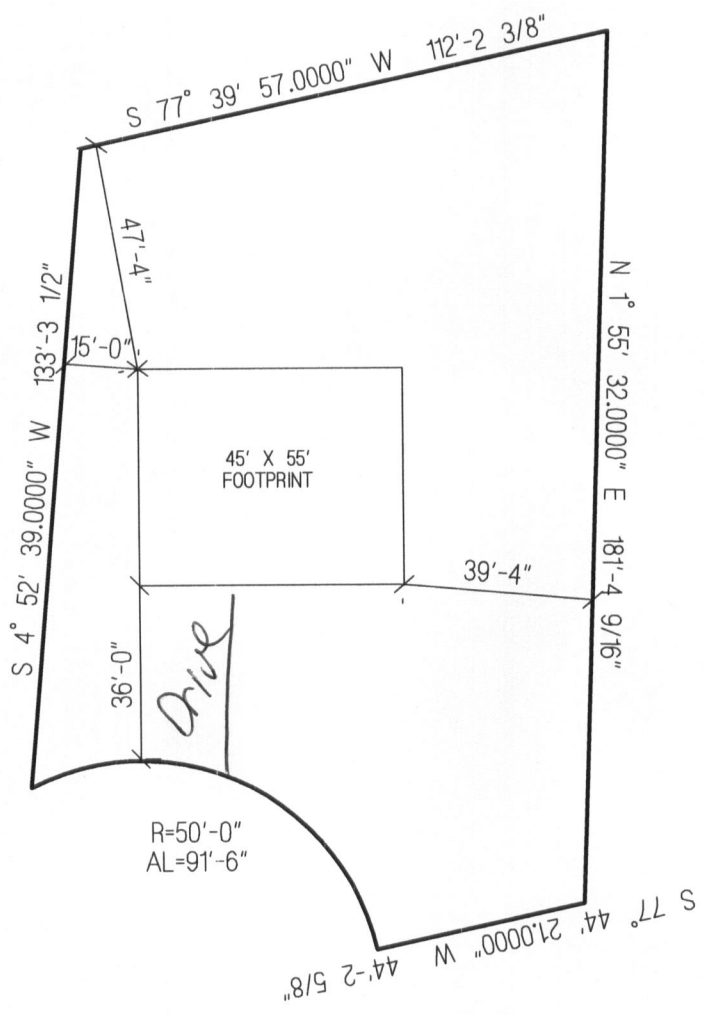 S 77° 39' 57.0000" W 112'-2 3/8"
47'-4"
N 1° 55' 32.0000" E 181'-4 9/16"
S 4° 52' 39.0000" W 133'-3 1/2"
15'-0"
45' X 55'
FOOTPRINT
39'-4"
36'-0"
Drive
R=50'-0"
AL=91'-6"
S 77° 44' 21.0000" W 44'-2 5/8"